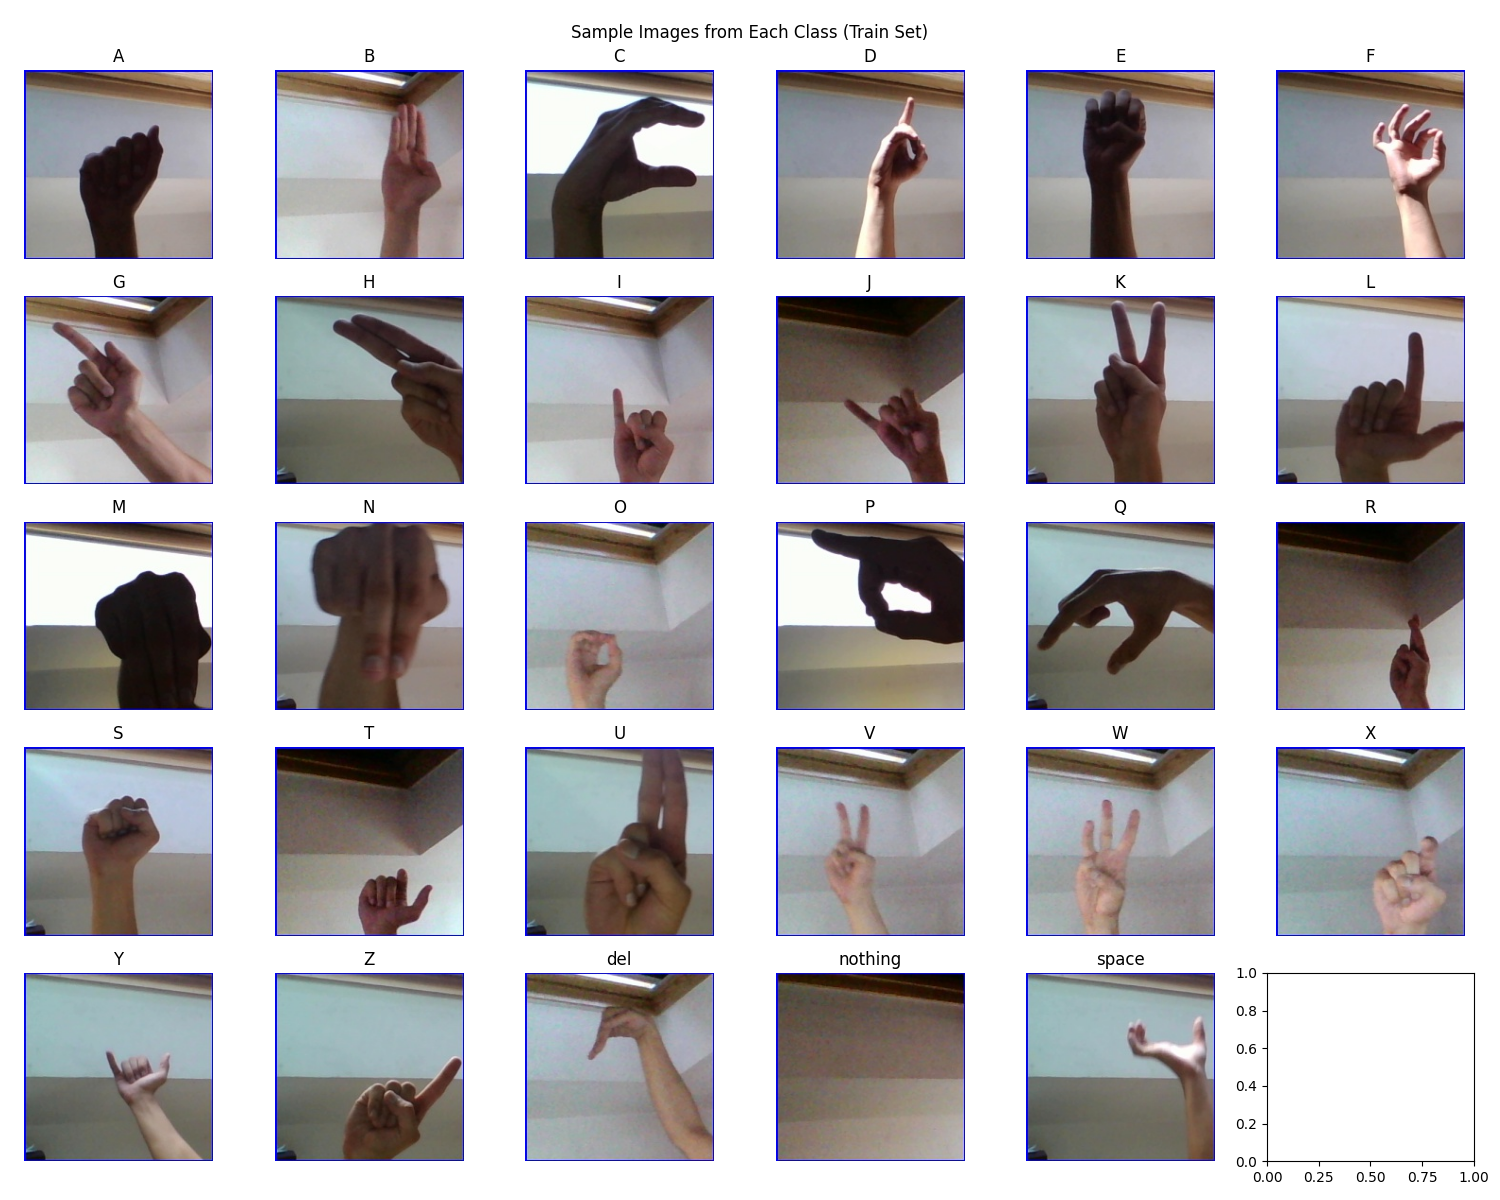 Sample Images from Each Class (Train Set)
A B C D E F
G H I J K L
M N O P Q R
S T U V W X
Y Z del nothing space
1.0
0.8
0.6
0.4
0.2
0.0
0.00 0.25 0.50 0.75 1.00